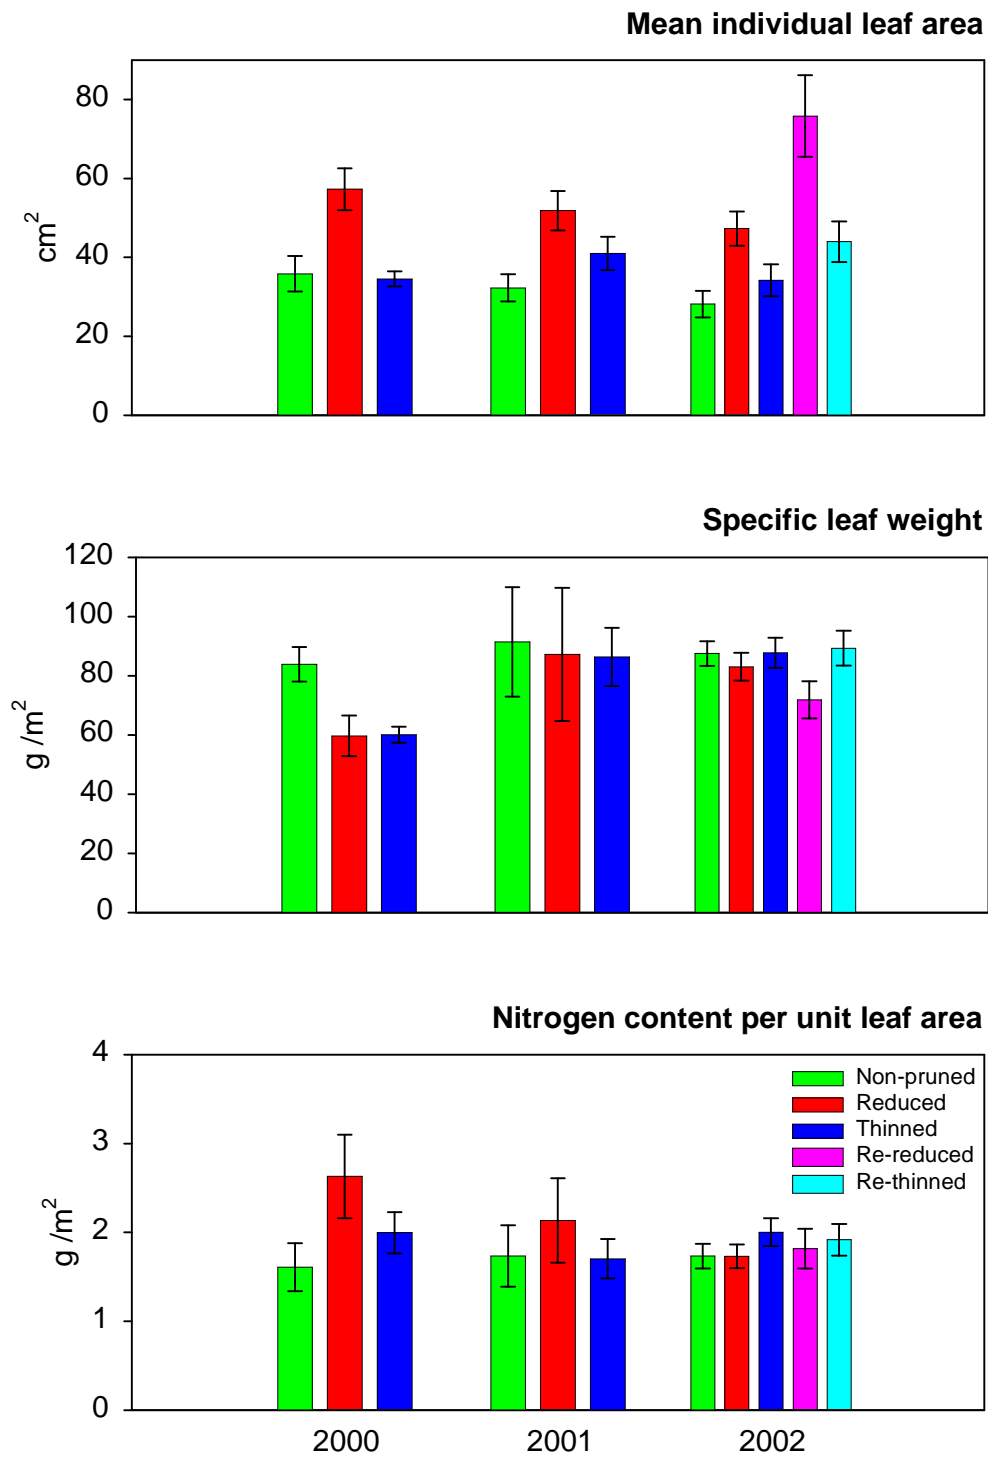 Mean individual leaf area
80
60
40
20
0
cm²
Specific leaf weight
120
100
80
60
40
20
0
g /m²
Nitrogen content per unit leaf area
4
3
2
1
0
g /m²
Non-pruned
Reduced
Thinned
Re-reduced
Re-thinned
2000 2001 2002